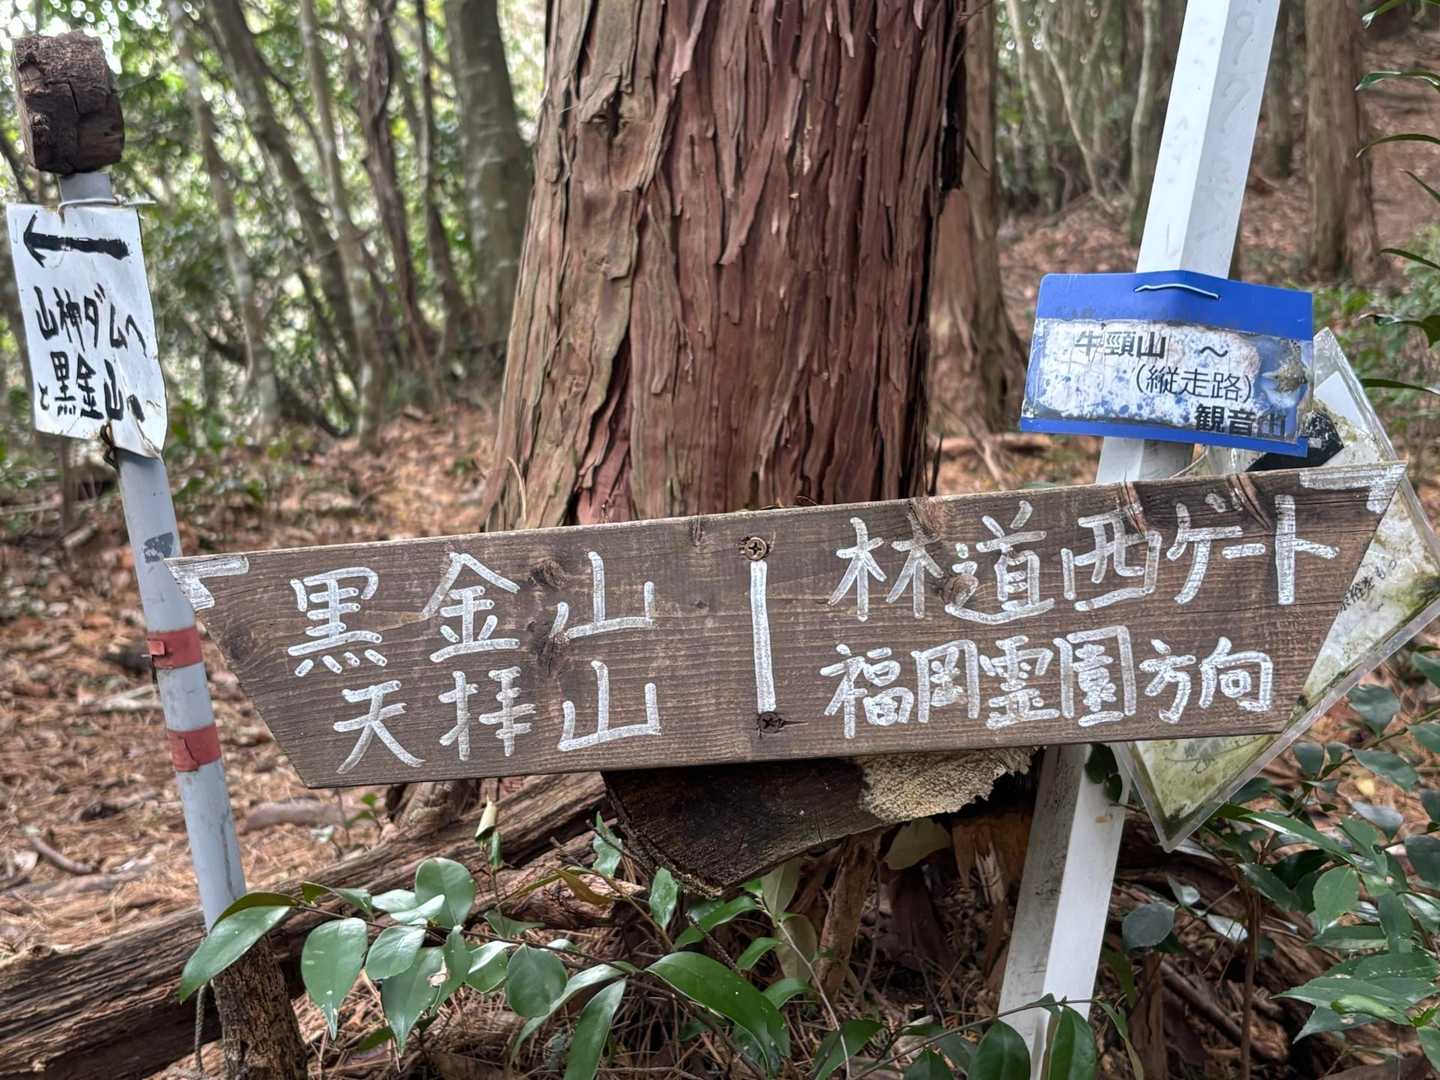 ←
山神ダムへ
と黒金山へ
牛頸山 ～
(縦走路)
観音山
黒金山
天拝山
林道西ゲート
福岡霊園方向